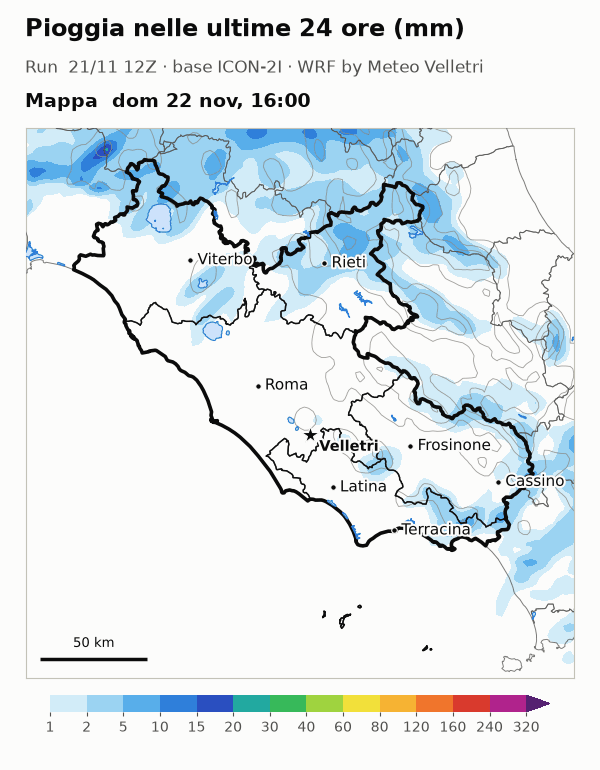 Pioggia nelle ultime 24 ore (mm)
Run 21/11 12Z · base ICON-2I · WRF by Meteo Velletri
Mappa dom 22 nov, 16:00
Viterbo
Rieti
Roma
Velletri
Frosinone
Latina
Cassino
Terracina
50 km
1 2 5 10 15 20 30 40 60 80 120 160 240 320